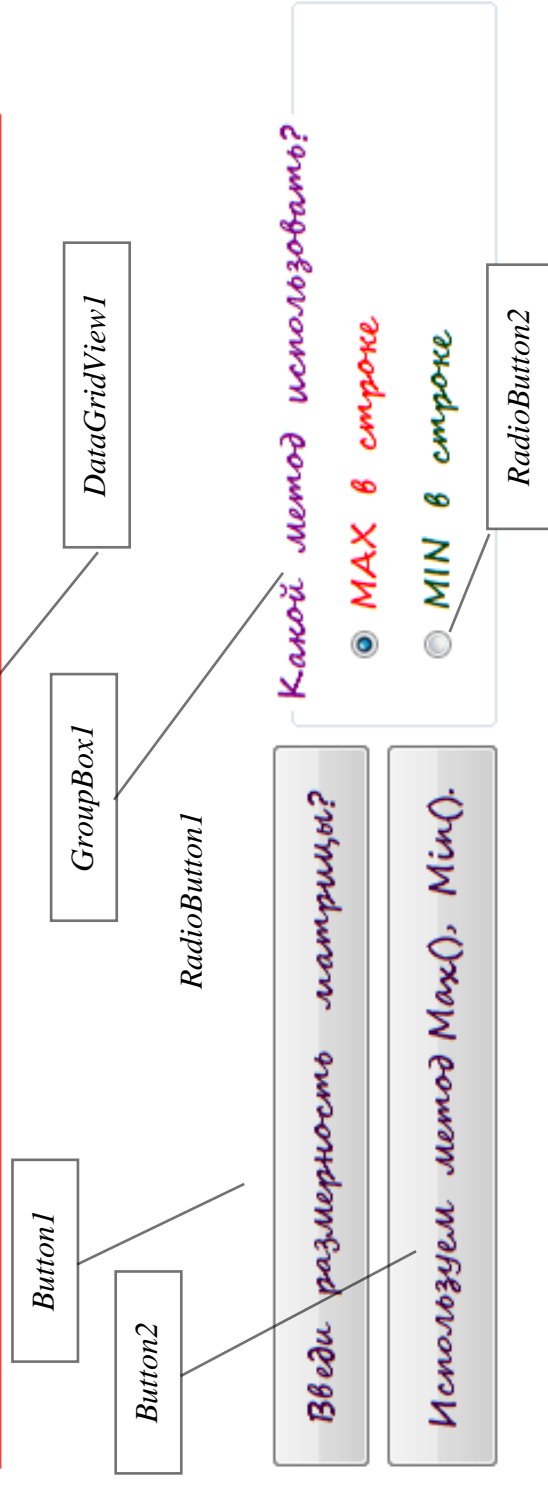 Button1
DataGridView1
GroupBox1
Button2
RadioButton1
Введи размерность матрицы?
Какой метод использовать?
MAX в строке
MIN в строке
Используем метод Max(), Min().
RadioButton2